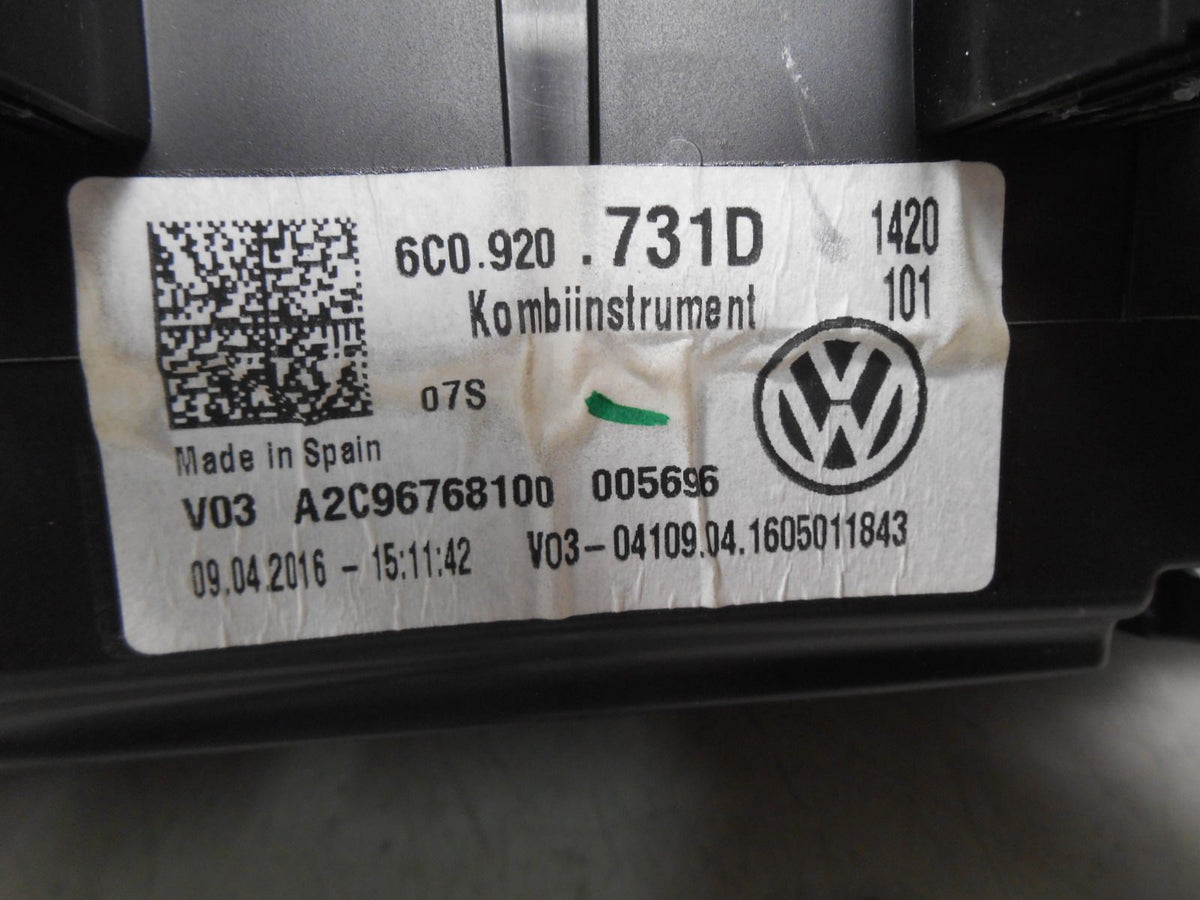 6C0.920 .731D 1420
Kombiinstrument 101
07S
Made in Spain
V03 A2C96768100 005696
09.04.2016 - 15:11:42 V03-04109.04.1605011843